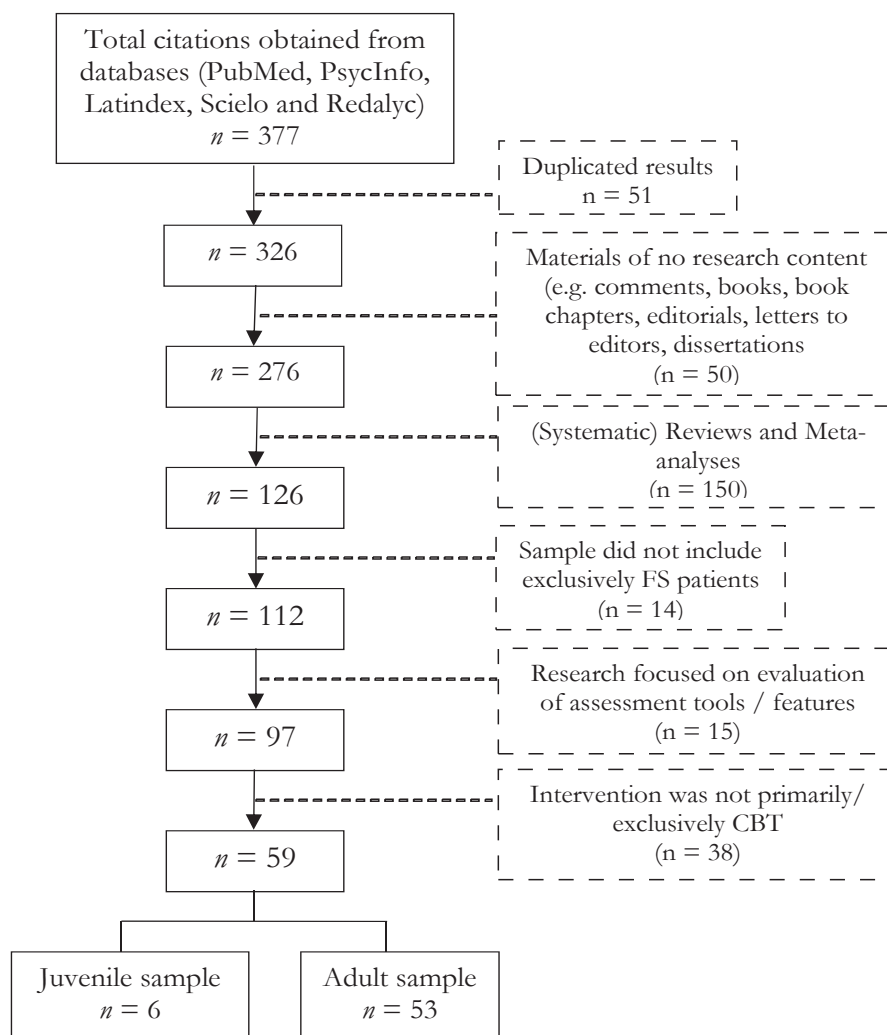 Total citations obtained from
databases (PubMed, PsycInfo,
Latindex, Scielo and Redalyc)
n = 377
Duplicated results
n = 51
n = 326
Materials of no research content
(e.g. comments, books, book
chapters, editorials, letters to
editors, dissertations
(n = 50)
n = 276
(Systematic) Reviews and Meta-
analyses
(n = 150)
n = 126
Sample did not include
exclusively FS patients
(n = 14)
n = 112
Research focused on evaluation
of assessment tools / features
(n = 15)
n = 97
Intervention was not primarily/
exclusively CBT
(n = 38)
n = 59
Juvenile sample
n = 6
Adult sample
n = 53